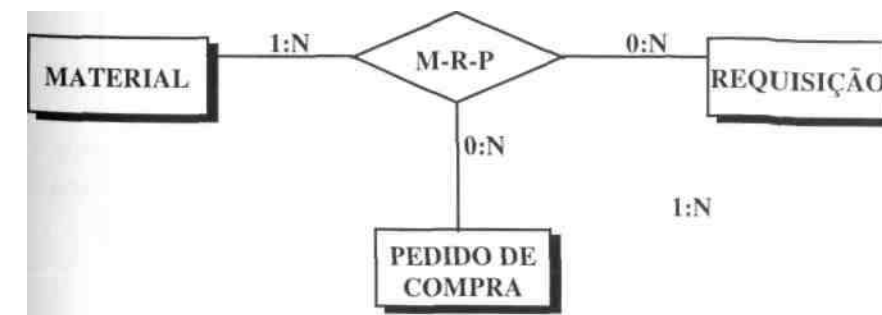 1:N
0:N
MATERIAL
M-R-P
REQUISIÇÃO
0:N
1:N
PEDIDO DE
COMPRA